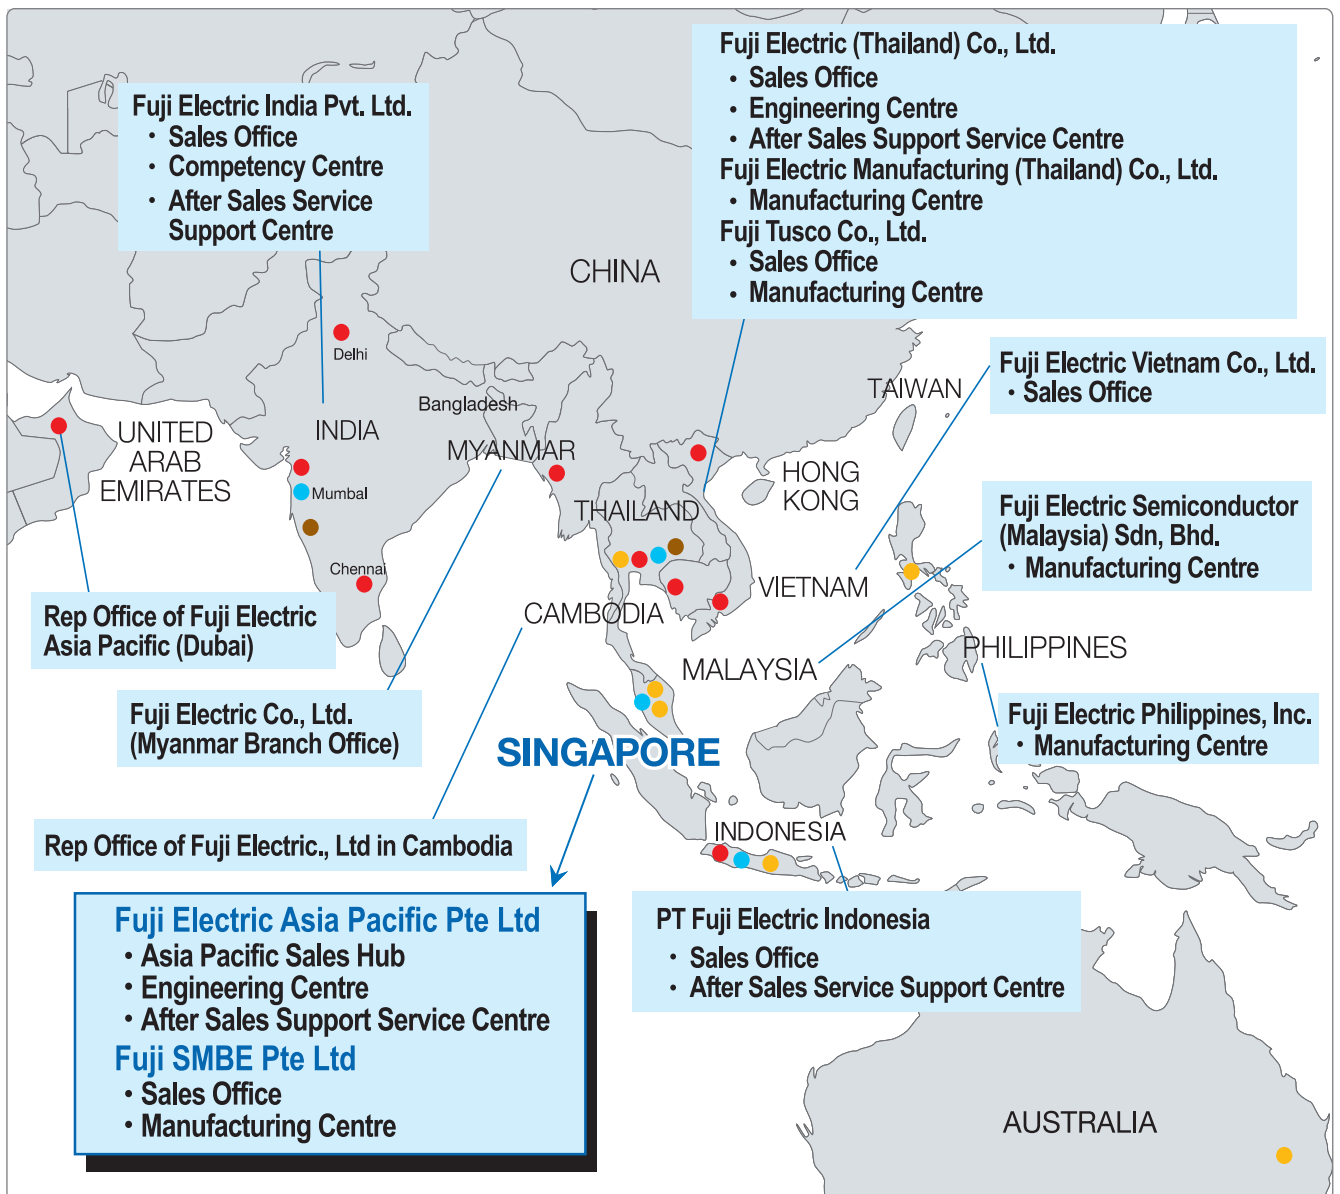 Fuji Electric (Thailand) Co., Ltd.
• Sales Office
• Engineering Centre
• After Sales Support Service Centre
Fuji Electric Manufacturing (Thailand) Co., Ltd.
• Manufacturing Centre
Fuji Tusco Co., Ltd.
• Sales Office
• Manufacturing Centre
Fuji Electric India Pvt. Ltd.
• Sales Office
• Competency Centre
• After Sales Service
Support Centre
CHINA
Delhi
Fuji Electric Vietnam Co., Ltd.
• Sales Office
TAIWAN
Bangladesh
UNITED
ARAB
EMIRATES
INDIA
MYANMAR
HONG
KONG
Mumbal
THAILAND
Fuji Electric Semiconductor
(Malaysia) Sdn, Bhd.
• Manufacturing Centre
Chennai
VIETNAM
CAMBODIA
Rep Office of Fuji Electric
Asia Pacific (Dubai)
MALAYSIA
PHILIPPINES
Fuji Electric Co., Ltd.
(Myanmar Branch Office)
Fuji Electric Philippines, Inc.
• Manufacturing Centre
SINGAPORE
INDONESIA
Rep Office of Fuji Electric., Ltd in Cambodia
Fuji Electric Asia Pacific Pte Ltd
• Asia Pacific Sales Hub
• Engineering Centre
• After Sales Support Service Centre
Fuji SMBE Pte Ltd
• Sales Office
• Manufacturing Centre
PT Fuji Electric Indonesia
• Sales Office
• After Sales Service Support Centre
AUSTRALIA